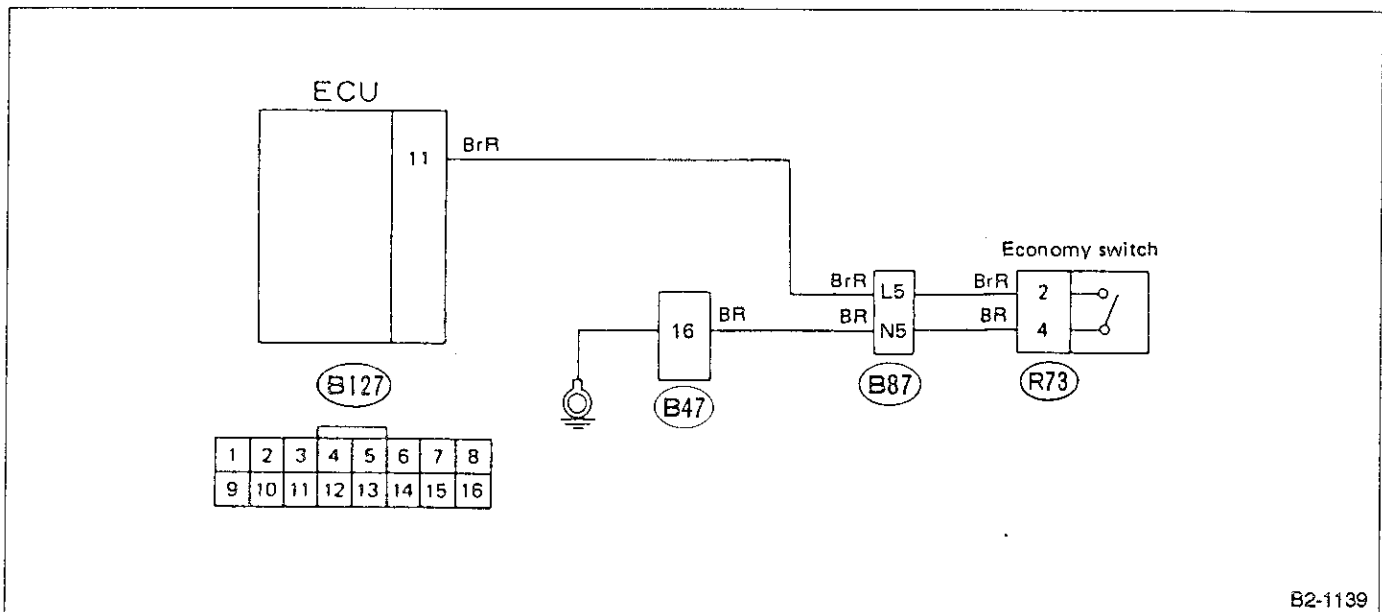 ECU
11 BrR
Economy switch
BrR L5 BrR 2
16 BR BR N5 BR 4
B127 B47 B87 R73
1 2 3 4 5 6 7 8
9 10 11 12 13 14 15 16
B2-1139